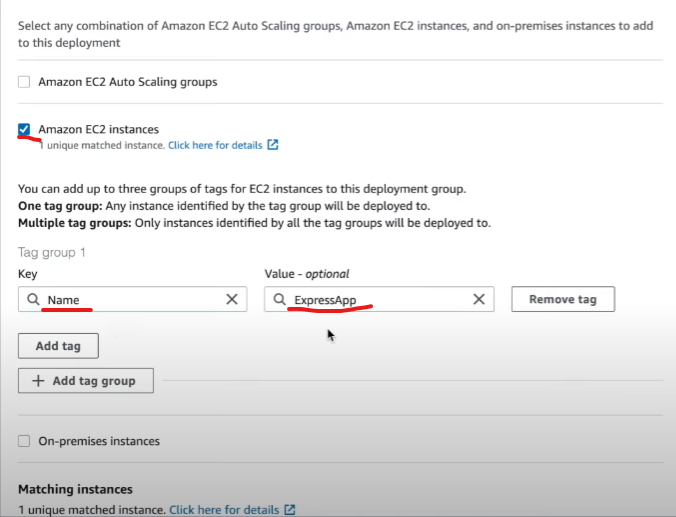 Select any combination of Amazon EC2 Auto Scaling groups, Amazon EC2 instances, and on-premises instances to add
to this deployment
Amazon EC2 Auto Scaling groups
Amazon EC2 instances
1 unique matched instance. Click here for details
You can add up to three groups of tags for EC2 instances to this deployment group.
One tag group: Any instance identified by the tag group will be deployed to.
Multiple tag groups: Only instances identified by all the tag groups will be deployed to.
Tag group 1
Key Value - optional
Name ExpressApp Remove tag
Add tag
+ Add tag group
On-premises instances
Matching instances
1 unique matched instance. Click here for details